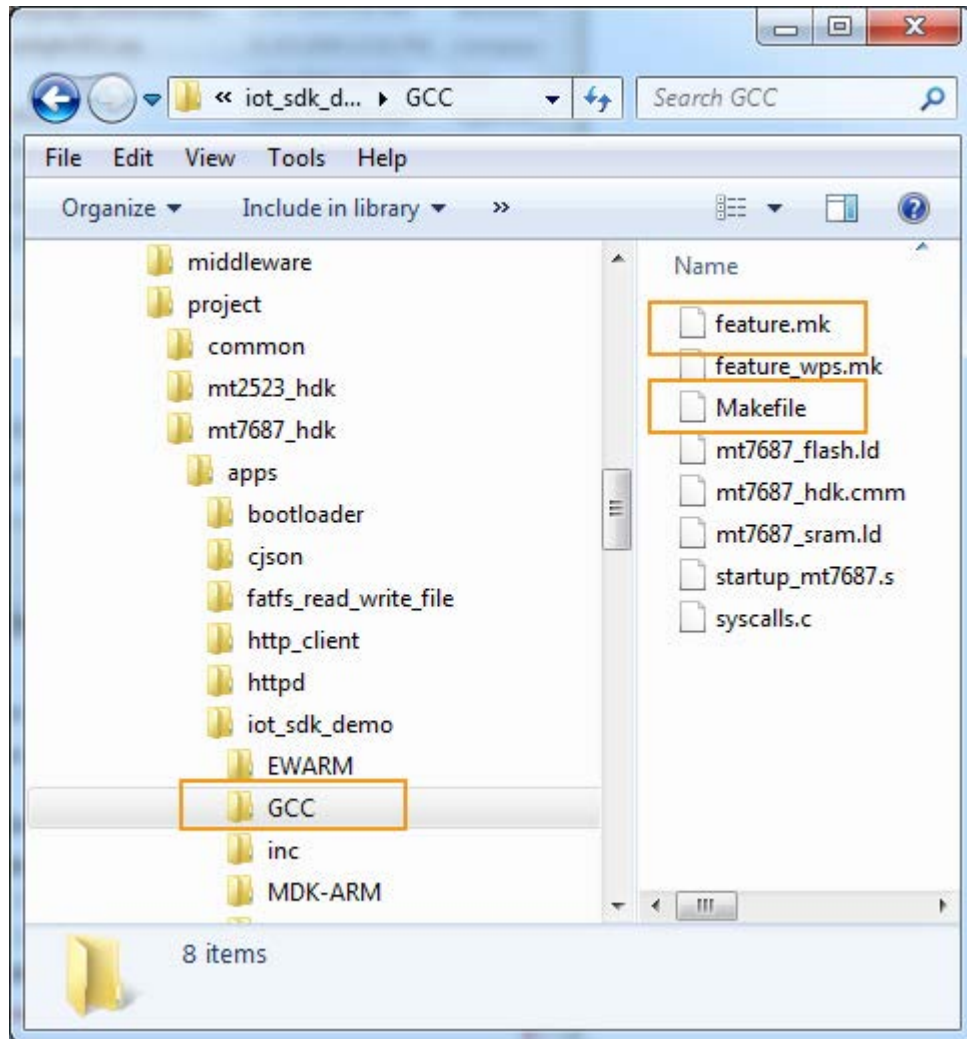 « iot_sdk_d... ▸ GCC
Search GCC
File Edit View Tools Help
Organize Include in library »
middleware
project
common
mt2523_hdk
mt7687_hdk
apps
bootloader
cjson
fatfs_read_write_file
http_client
httpd
iot_sdk_demo
EWARM
GCC
inc
MDK-ARM
Name
feature.mk
feature_wps.mk
Makefile
mt7687_flash.ld
mt7687_hdk.cmm
mt7687_sram.ld
startup_mt7687.s
syscalls.c
8 items